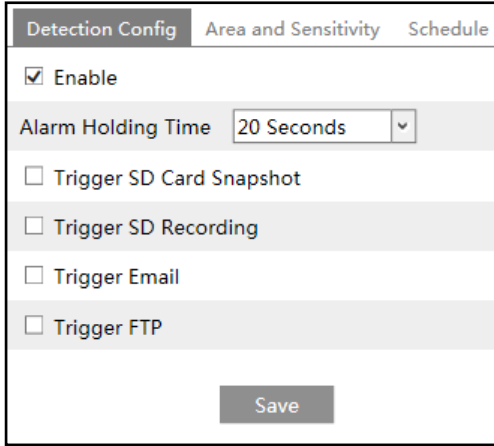 Detection Config Area and Sensitivity Schedule
Enable
Alarm Holding Time 20 Seconds
Trigger SD Card Snapshot
Trigger SD Recording
Trigger Email
Trigger FTP
Save